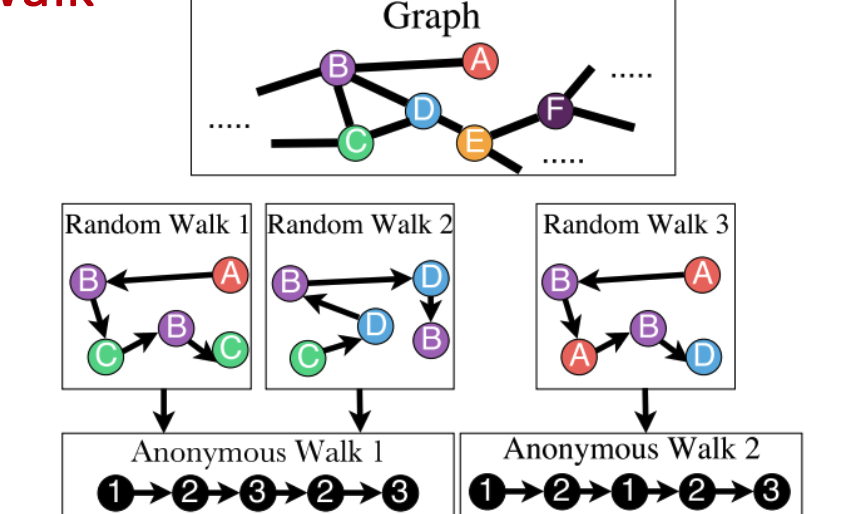 Graph
B A
D F
C E
.....
.....
.....
Random Walk 1
B A
B
C C
Random Walk 2
B D
D
C B
Random Walk 3
B A
B
A D
Anonymous Walk 1
1 2 3 2 3
Anonymous Walk 2
1 2 1 2 3